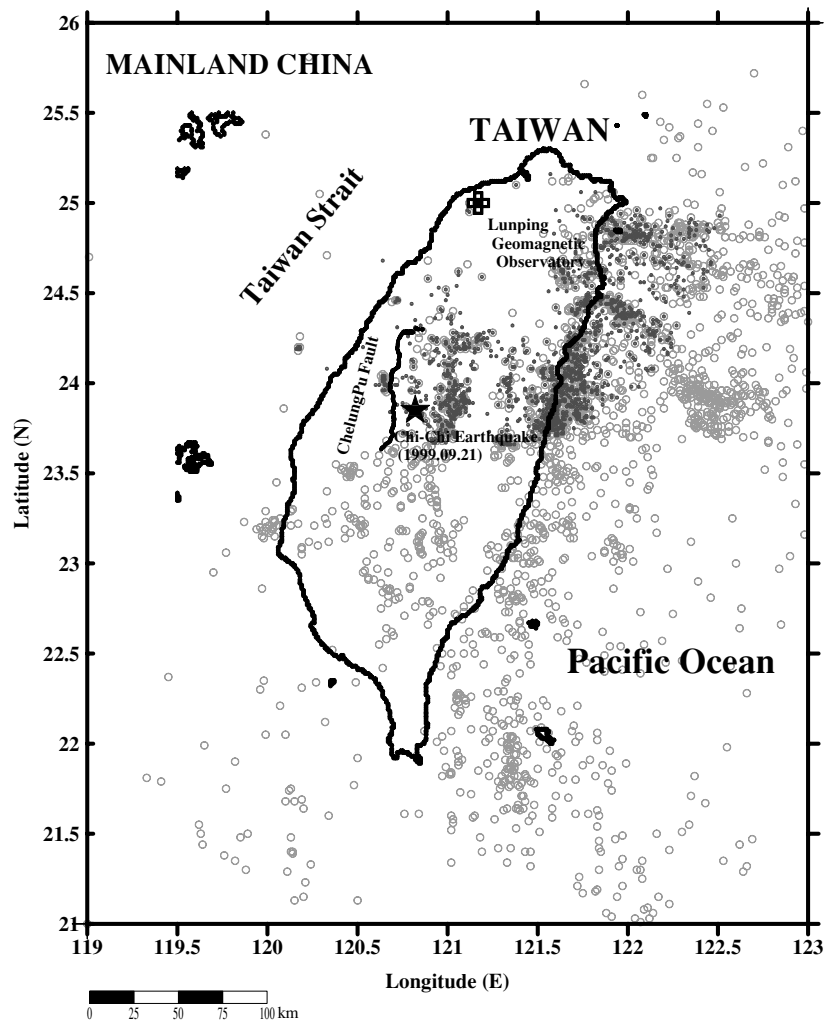 26
MAINLAND CHINA
25.5
TAIWAN
25
Taiwan Strait
Lunping
Geomagnetic
Observatory
24.5
24
ChelungPu Fault
Chi-Chi Earthquake
(1999.09.21)
23.5
Latitude (N)
23
22.5
Pacific Ocean
22
21.5
21
119
119.5
120
120.5
121
121.5
122
122.5
123
Longitude (E)
0
25
50
75
100 km